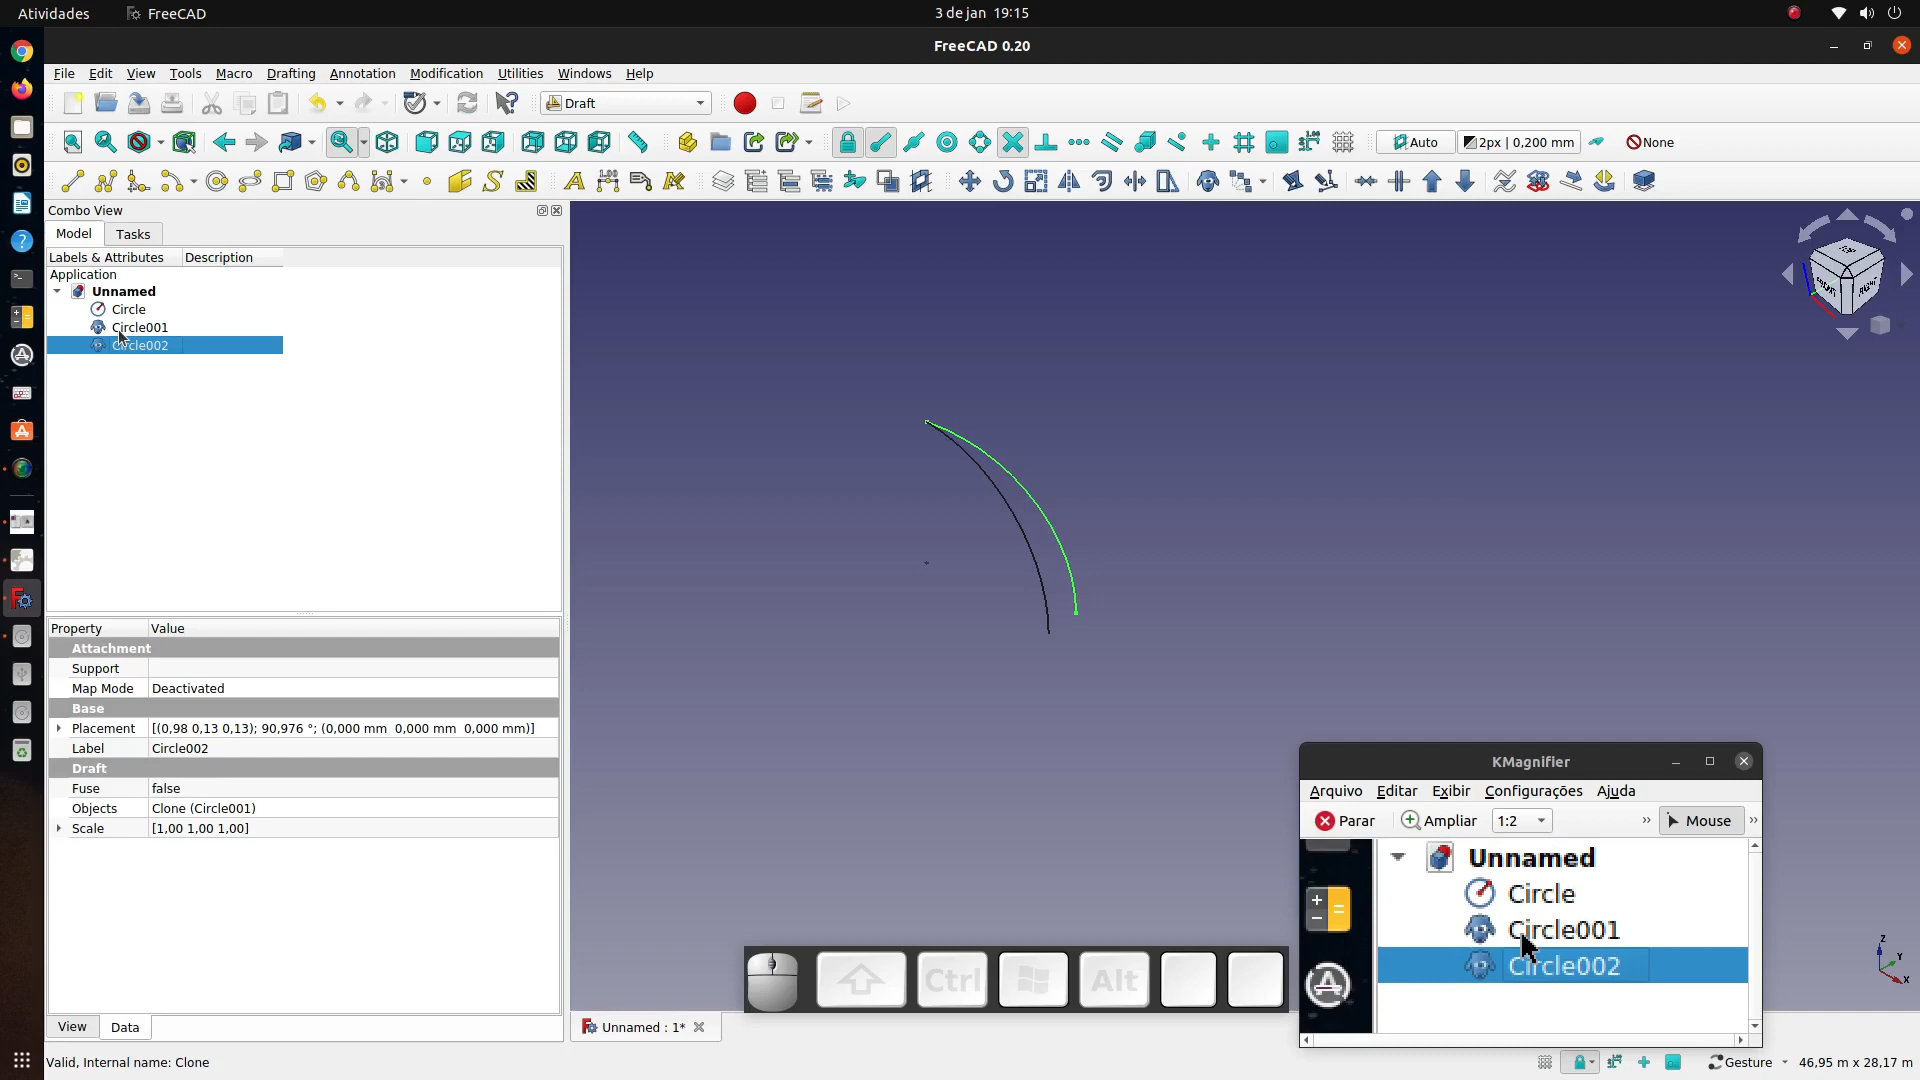 Atividades FreeCAD 3 de jan 19:15
FreeCAD 0.20
File Edit View Tools Macro Drafting Annotation Modification Utilities Windows Help
Draft
Auto 2px | 0,200 mm None
Combo View
Model Tasks
Labels & Attributes Description
Application
Unnamed
Circle
Circle001
Circle002
Property Value
Attachment
Support
Map Mode Deactivated
Base
Placement [(0,98 0,13 0,13); 90,976 °; (0,000 mm 0,000 mm 0,000 mm)]
Label Circle002
Draft
Fuse false
Objects Clone (Circle001)
Scale [1,00 1,00 1,00]
View Data
Unnamed : 1*
KMagnifier
Arquivo Editar Exibir Configurações Ajuda
Parar Ampliar 1:2 Mouse
Unnamed
Circle
Circle001
Circle002
Ctrl Alt
Z
Y
X
Valid, Internal name: Clone Gesture 46,95 m x 28,17 m